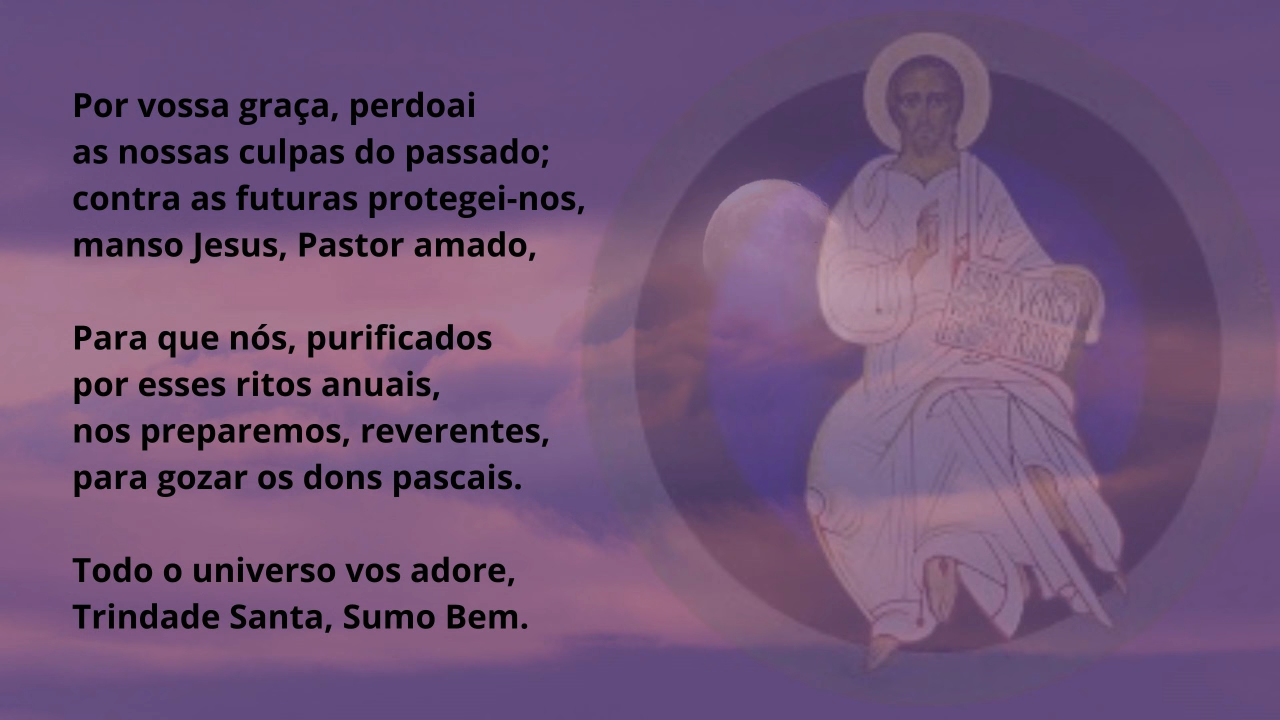 Por vossa graça, perdoai
as nossas culpas do passado;
contra as futuras protegei-nos,
manso Jesus, Pastor amado,
Para que nós, purificados
por esses ritos anuais,
nos preparemos, reverentes,
para gozar os dons pascais.
Todo o universo vos adore,
Trindade Santa, Sumo Bem.